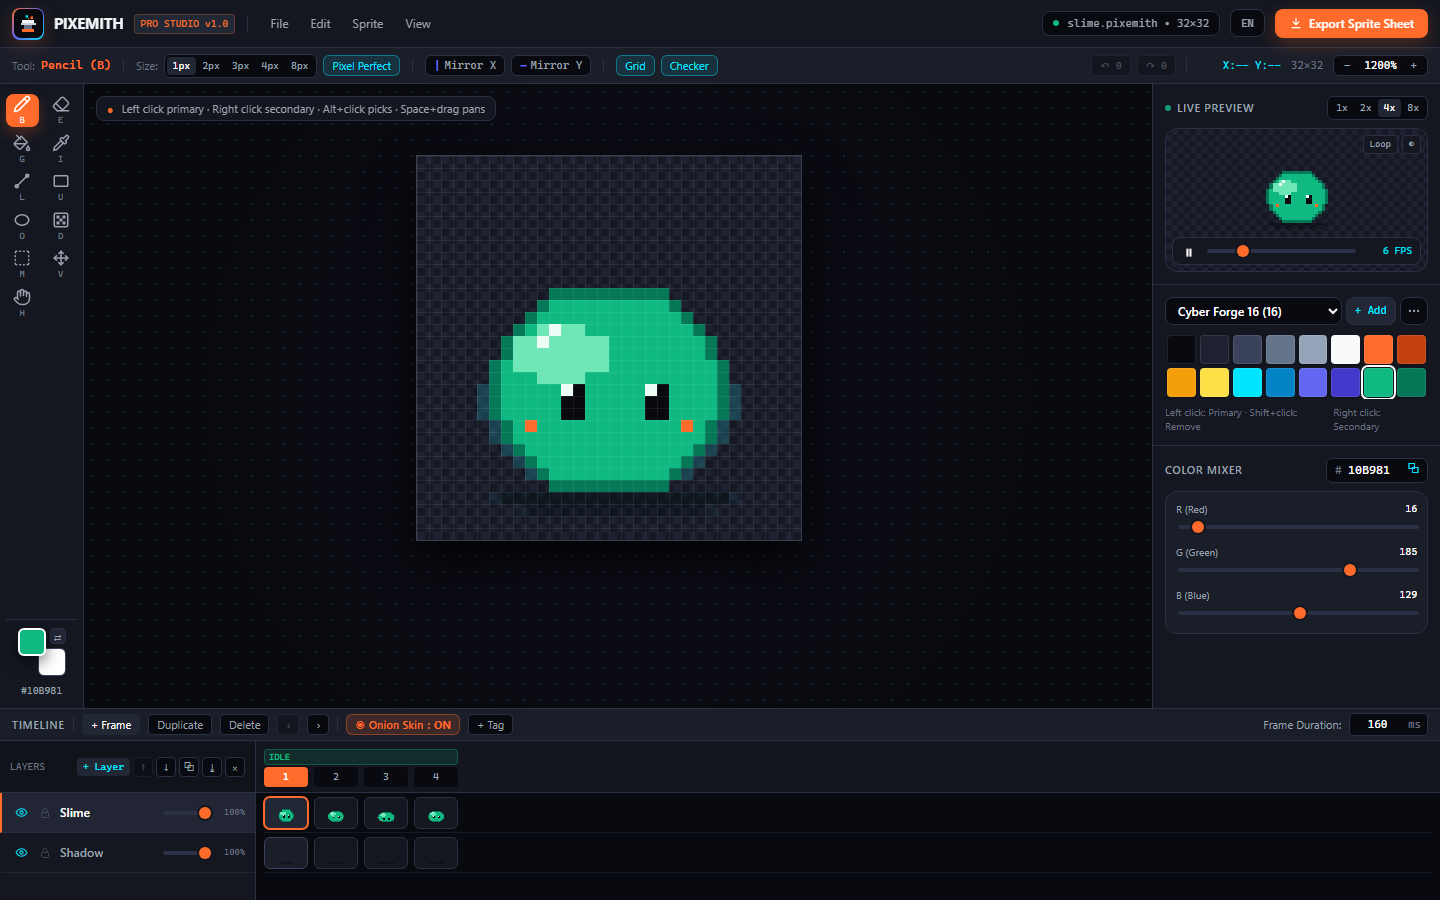 PIXEMITH PRO STUDIO v1.0 File Edit Sprite View slime.pixemith • 32×32 EN Export Sprite Sheet
Tool: Pencil (B) Size: 1px 2px 3px 4px 8px Pixel Perfect Mirror X Mirror Y Grid Checker 0 0 X:-- Y:-- 32×32 − 1200% +
B E
G I
L U
O D
M V
H
Left click primary · Right click secondary · Alt+click picks · Space+drag pans
LIVE PREVIEW 1x 2x 4x 8x
Loop
6 FPS
Cyber Forge 16 (16) + Add ···
Left click: Primary · Shift+click: Remove
Right click: Secondary
COLOR MIXER # 10B981
R (Red) 16
G (Green) 185
B (Blue) 129
#10B981
TIMELINE + Frame Duplicate Delete ‹ › Onion Skin : ON + Tag Frame Duration: 160 ms
LAYERS + Layer ↑ ↓ ×
IDLE
1 2 3 4
Slime 100%
Shadow 100%